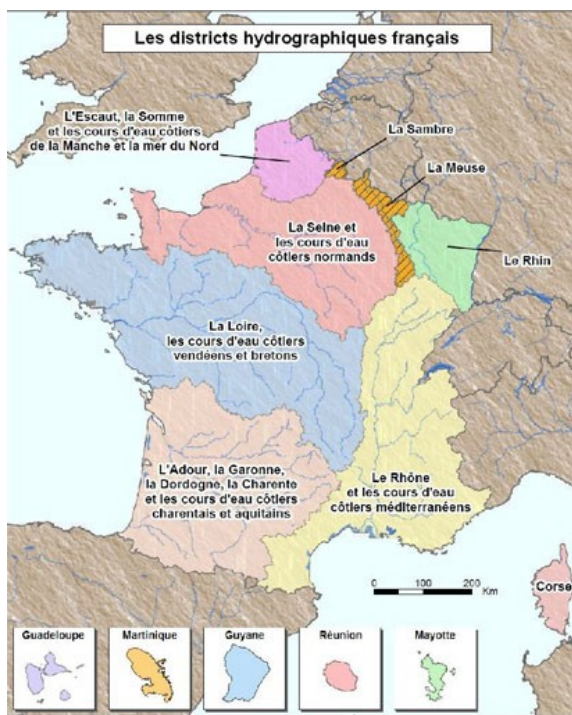 Les districts hydrographiques français
L'Escaut, la Somme
et les cours d'eau côtiers
de la Manche et la mer du Nord
La Sambre
La Meuse
La Seine et
les cours d'eau
côtiers normands
Le Rhin
La Loire,
les cours d'eau côtiers
vendéens et bretons
L'Adour, la Garonne,
la Dordogne, la Charente
et les cours d'eau côtiers
charentais et aquitains
Le Rhône
et les cours d'eau
côtiers méditerranéens
0 100 200
Km
Corse
Guadeloupe
Martinique
Guyane
Réunion
Mayotte